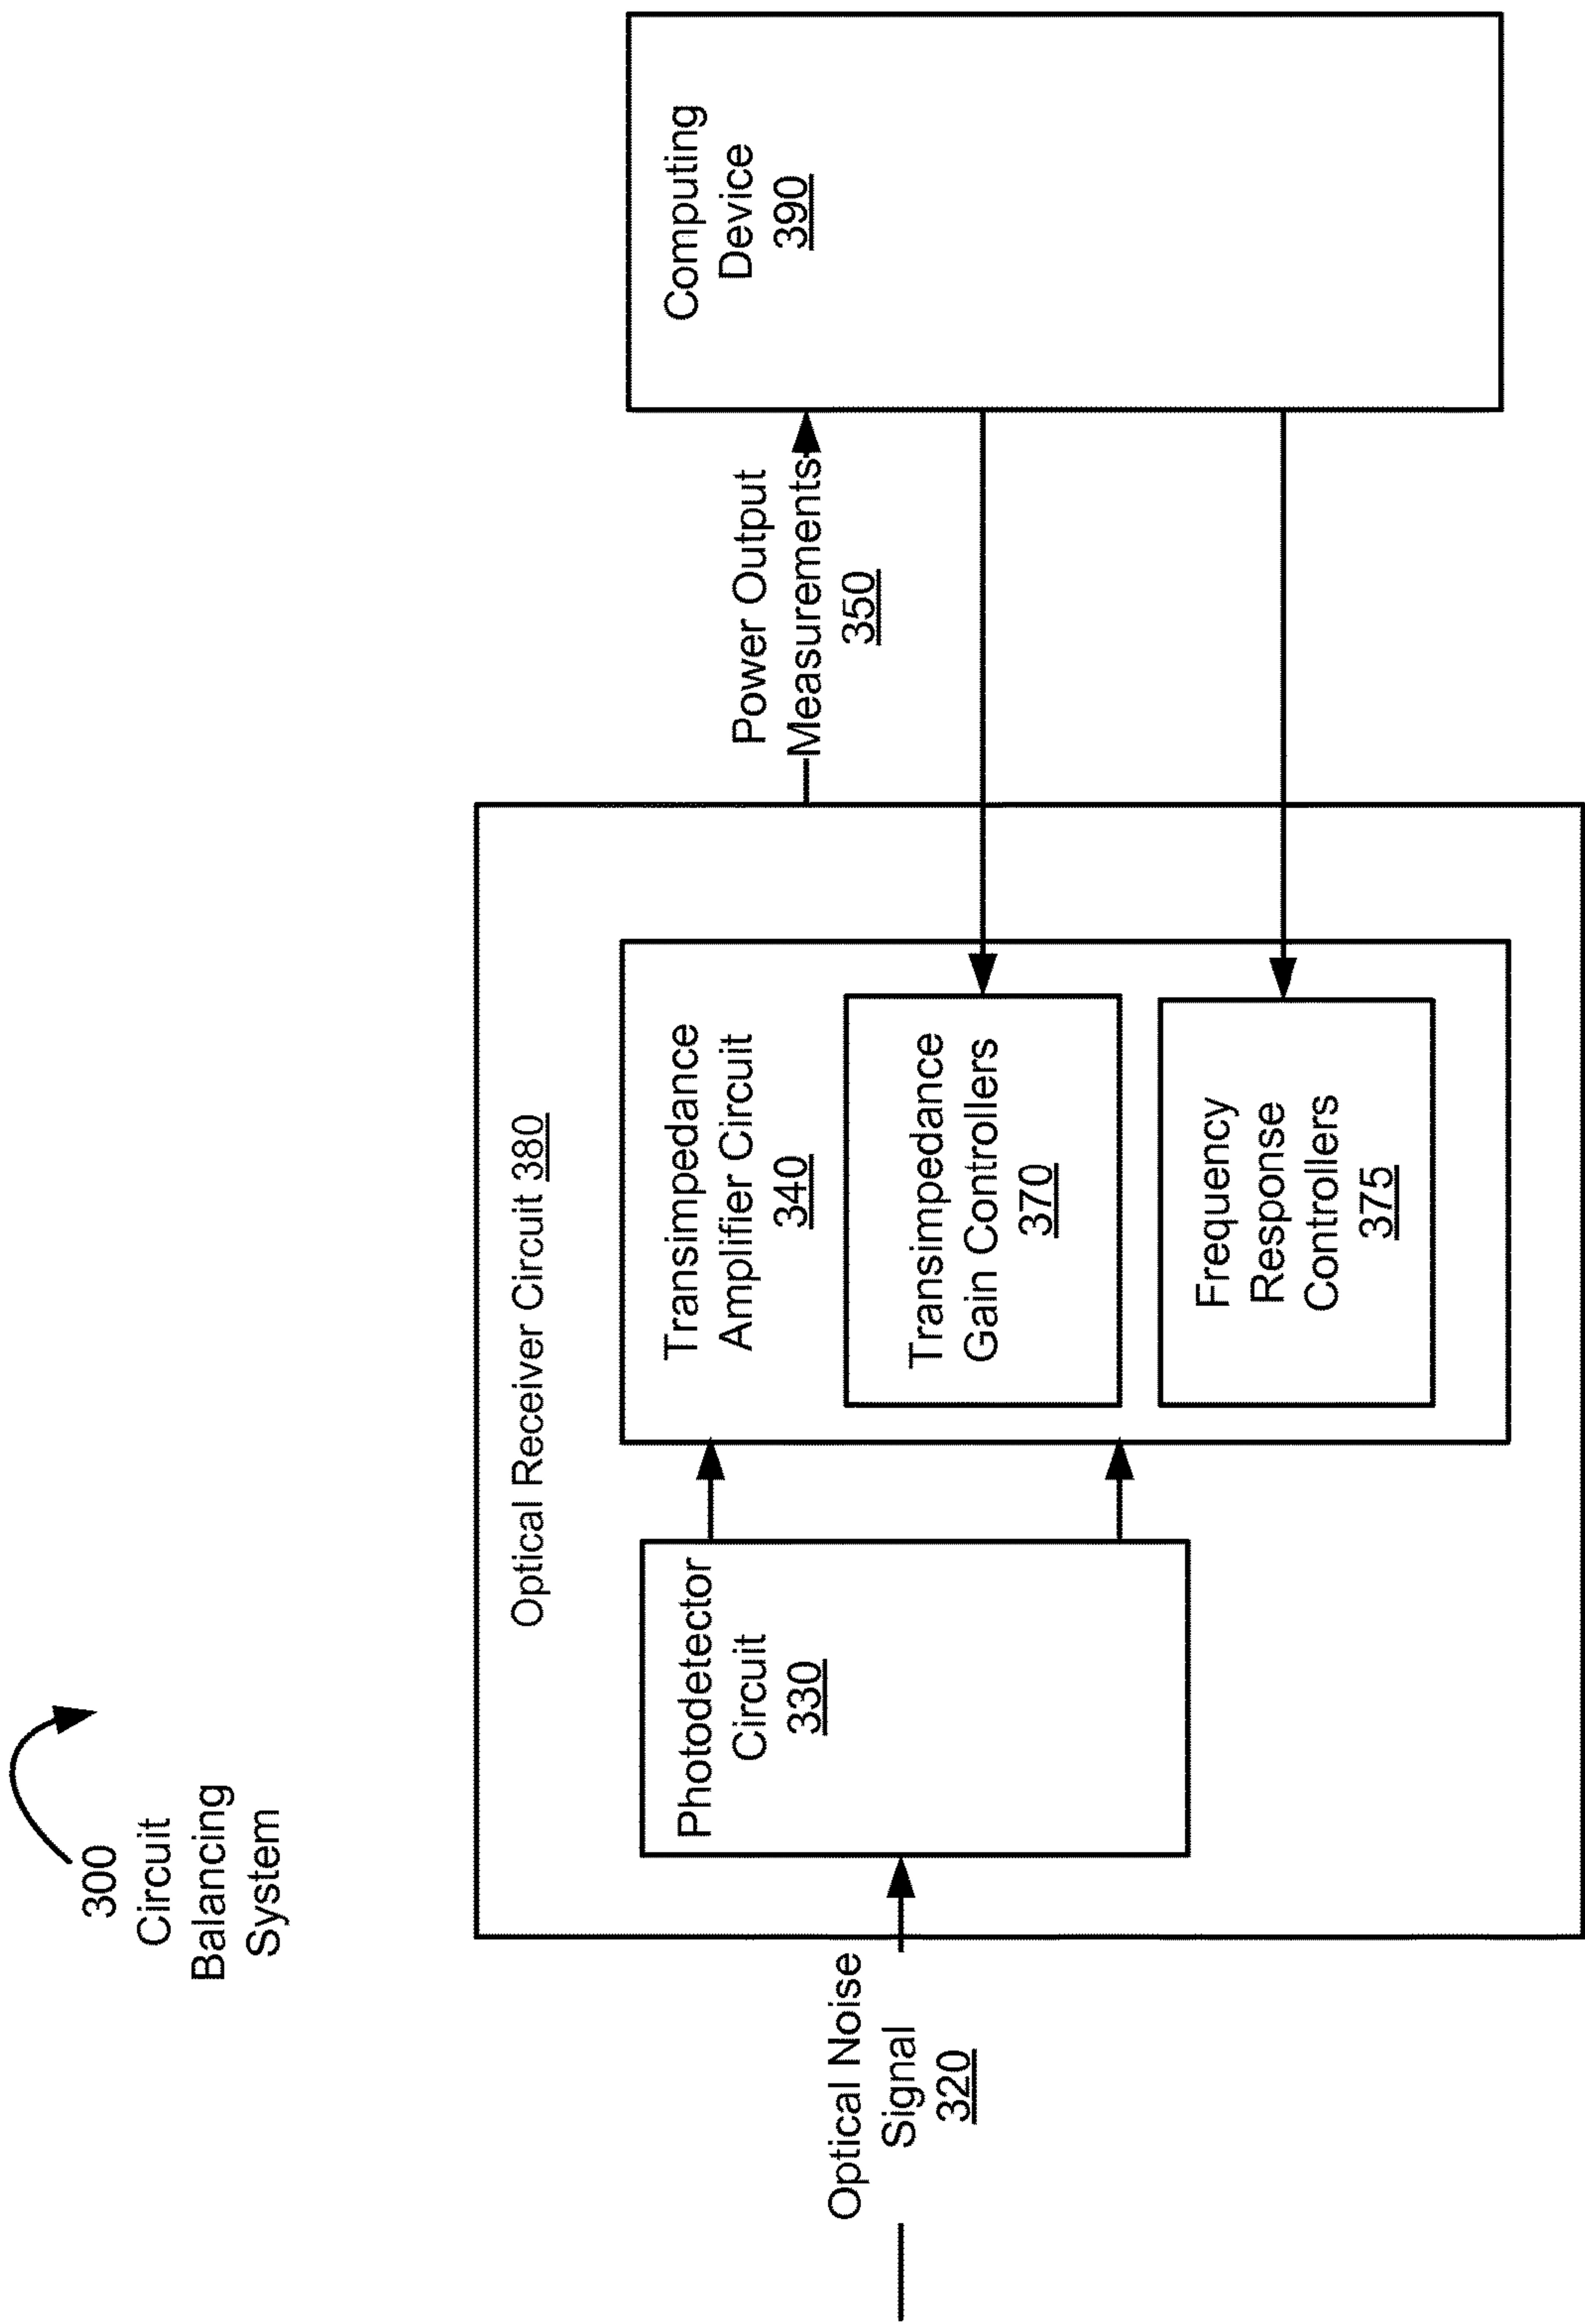 300
Circuit
Balancing
System
Optical Noise
Signal
320
Optical Receiver Circuit 380
Photodetector
Circuit
330
Transimpedance
Amplifier Circuit
340
Transimpedance
Gain Controllers
370
Frequency
Response
Controllers
375
Power Output
Measurements
350
Computing
Device
390